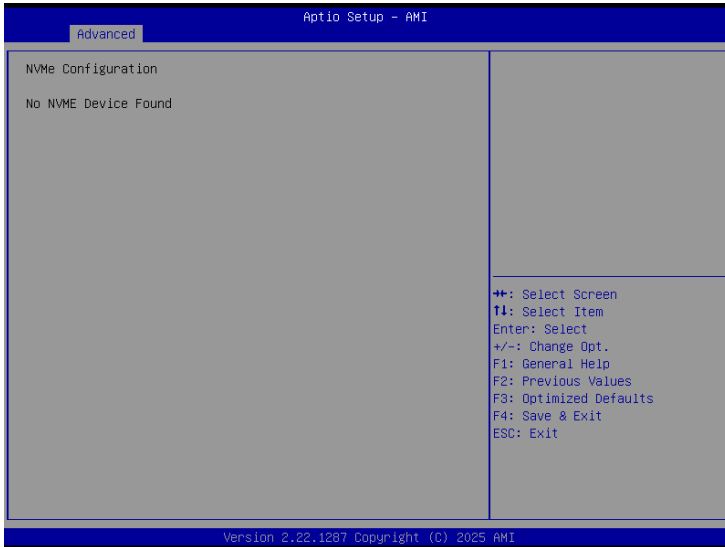 Aptio Setup - AMI
Advanced
NVMe Configuration
No NVME Device Found
→←: Select Screen
↑↓: Select Item
Enter: Select
+/-: Change Opt.
F1: General Help
F2: Previous Values
F3: Optimized Defaults
F4: Save & Exit
ESC: Exit
Version 2.22.1287 Copyright (C) 2025 AMI